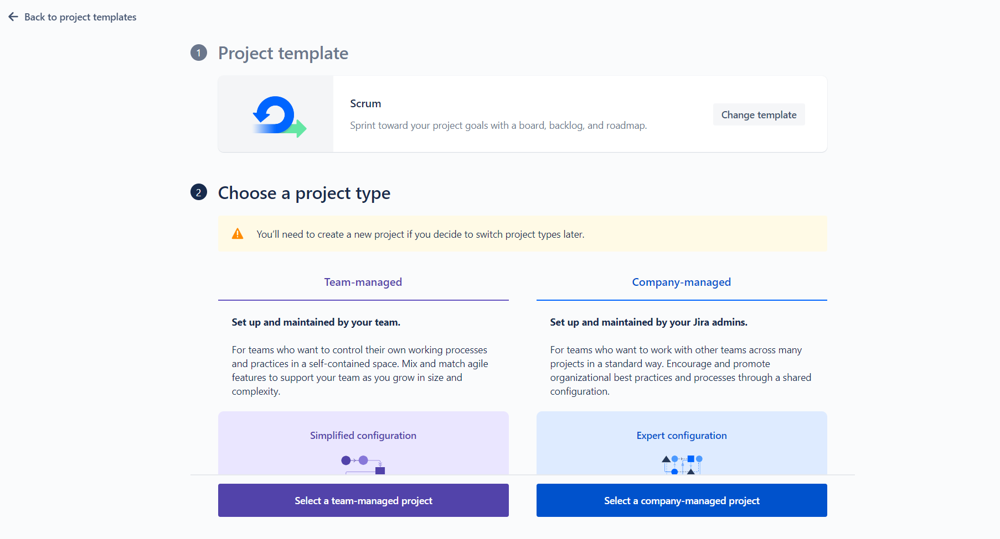 Back to project templates
1 Project template
Scrum
Sprint toward your project goals with a board, backlog, and roadmap.
Change template
2 Choose a project type
You'll need to create a new project if you decide to switch project types later.
Team-managed
Set up and maintained by your team.
For teams who want to control their own working processes
and practices in a self-contained space. Mix and match agile
features to support your team as you grow in size and
complexity.
Simplified configuration
Select a team-managed project
Company-managed
Set up and maintained by your Jira admins.
For teams who want to work with other teams across many
projects in a standard way. Encourage and promote
organizational best practices and processes through a shared
configuration.
Expert configuration
Select a company-managed project